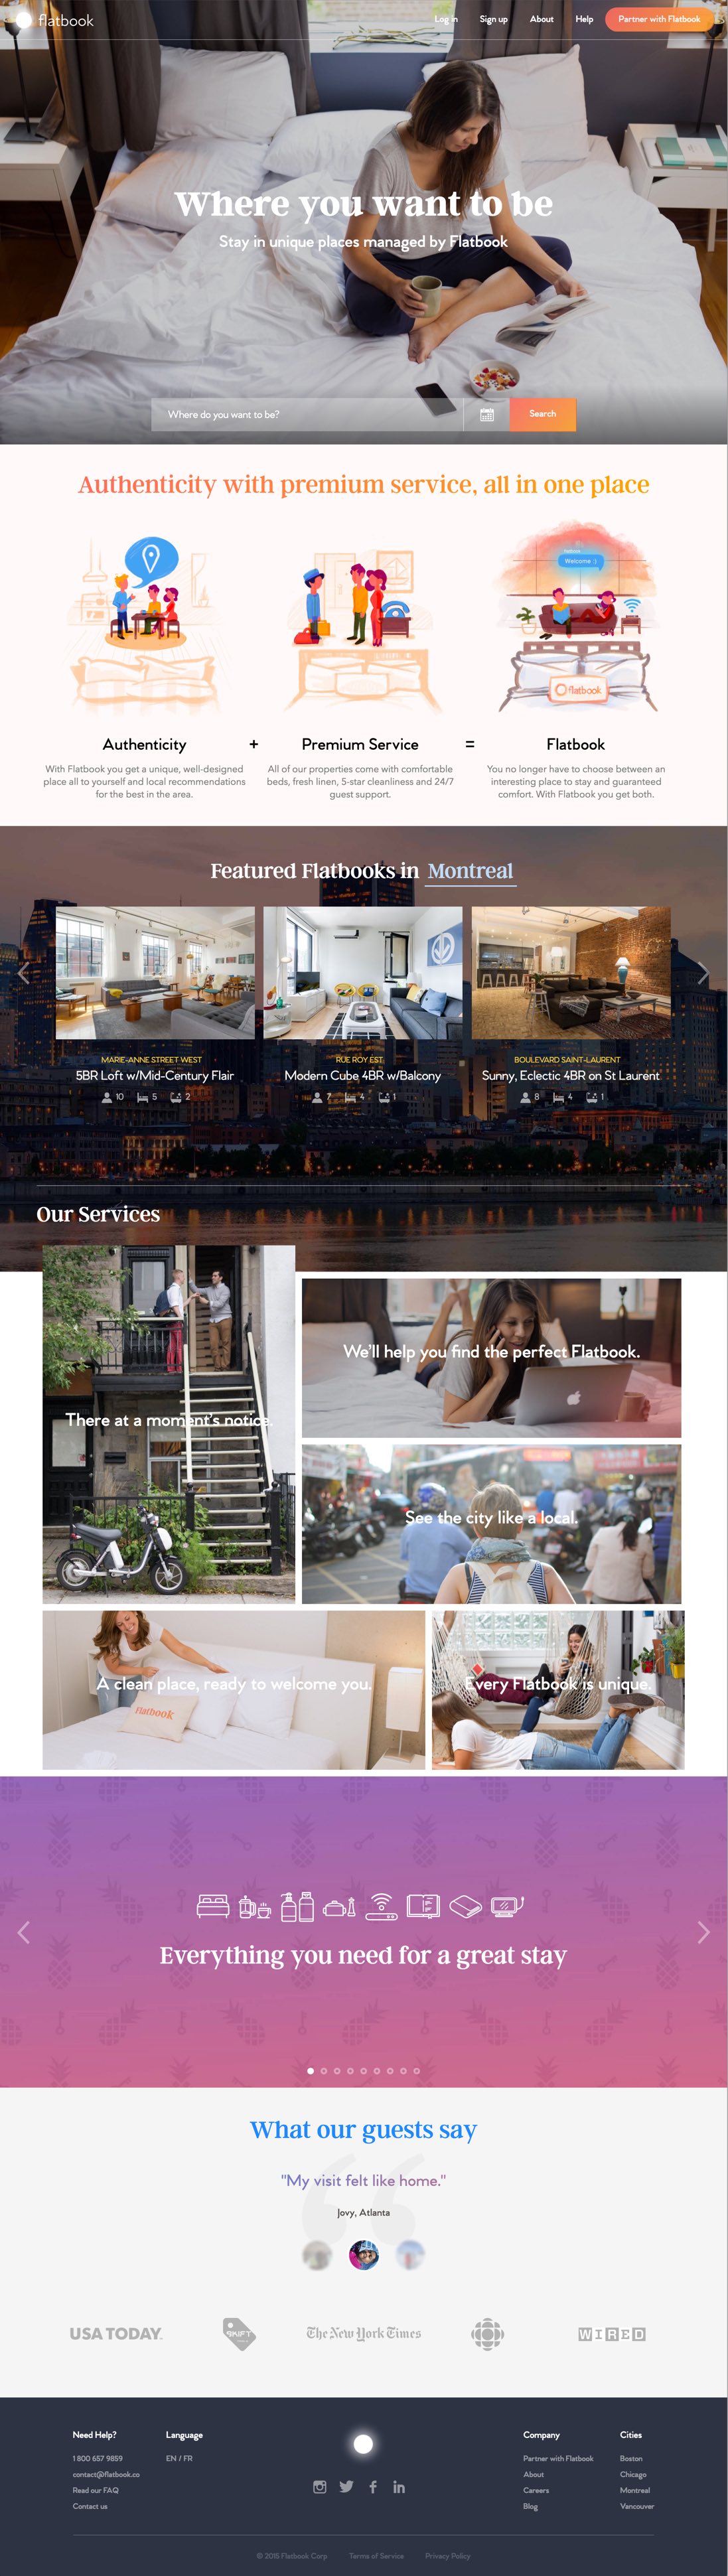 flatbook
Log in
Sign up
About
Help
Partner with Flatbook
Where you want to be
Stay in unique places managed by Flatbook
Where do you want to be?
Search
Authenticity with premium service, all in one place
Welcome :)
flatbook
Authenticity
+
Premium Service
=
Flatbook
With Flatbook you get a unique, well-designed
place all to yourself and local recommendations
for the best in the area.
All of our properties come with comfortable
beds, fresh linen, 5-star cleanliness and 24/7
guest support.
You no longer have to choose between an
interesting place to stay and guaranteed
comfort. With Flatbook you get both.
Featured Flatbooks in Montreal
MARIE-ANNE STREET WEST
5BR Loft w/Mid-Century Flair
10 5 2
RUE ROY EST
Modern Cube 4BR w/Balcony
7 4 1
BOULEVARD SAINT-LAURENT
Sunny, Eclectic 4BR on St Laurent
8 4 1
Our Services
There at a moment's notice.
We'll help you find the perfect Flatbook.
See the city like a local.
A clean place, ready to welcome you.
flatbook
Every Flatbook is unique.
Everything you need for a great stay
What our guests say
"My visit felt like home."
Jovy, Atlanta
USA TODAY
SKIFT
The New York Times
WIRED
Need Help?
1 800 657 9859
contact@flatbook.co
Read our FAQ
Contact us
Language
EN / FR
Company
Partner with Flatbook
About
Careers
Blog
Cities
Boston
Chicago
Montreal
Vancouver
© 2015 Flatbook Corp
Terms of Service
Privacy Policy